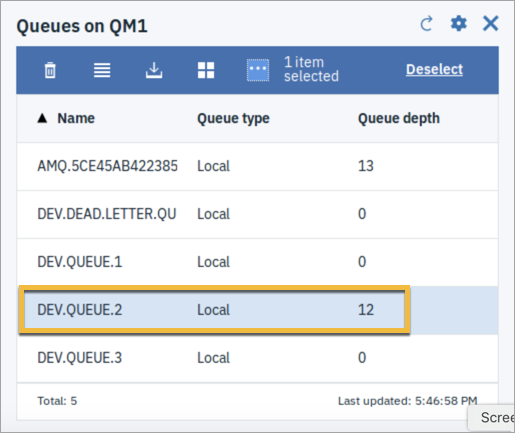 Queues on QM1
1 item
selected
Deselect
▲ Name Queue type Queue depth
AMQ.5CE45AB422385 Local 13
DEV.DEAD.LETTER.QU Local 0
DEV.QUEUE.1 Local 0
DEV.QUEUE.2 Local 12
DEV.QUEUE.3 Local 0
Total: 5 Last updated: 5:46:58 PM
Scree